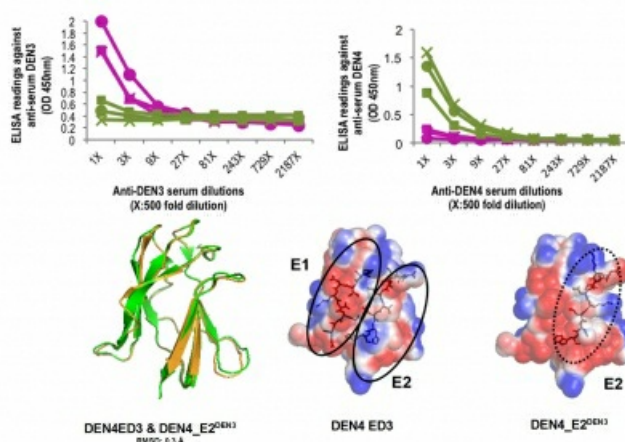 ELISA readings against
anti-serum DEN3
(OD 450nm)
2
1.8
1.6
1.4
1.2
1
0.8
0.6
0.4
0.2
0
1X
3X
9X
27X
81X
243X
729X
2187X
Anti-DEN3 serum dilutions
(X:500 fold dilution)
ELISA readings against
anti-serum DEN4
(OD 450nm)
2
1.5
1
0.5
0
1X
3X
9X
27X
81X
243X
729X
2187X
Anti-DEN4 serum dilutions
(X:500 fold dilution)
E1
E2
E2
DEN4ED3 & DEN4_E2DEN3
DEN4 ED3
DEN4_E2DEN3